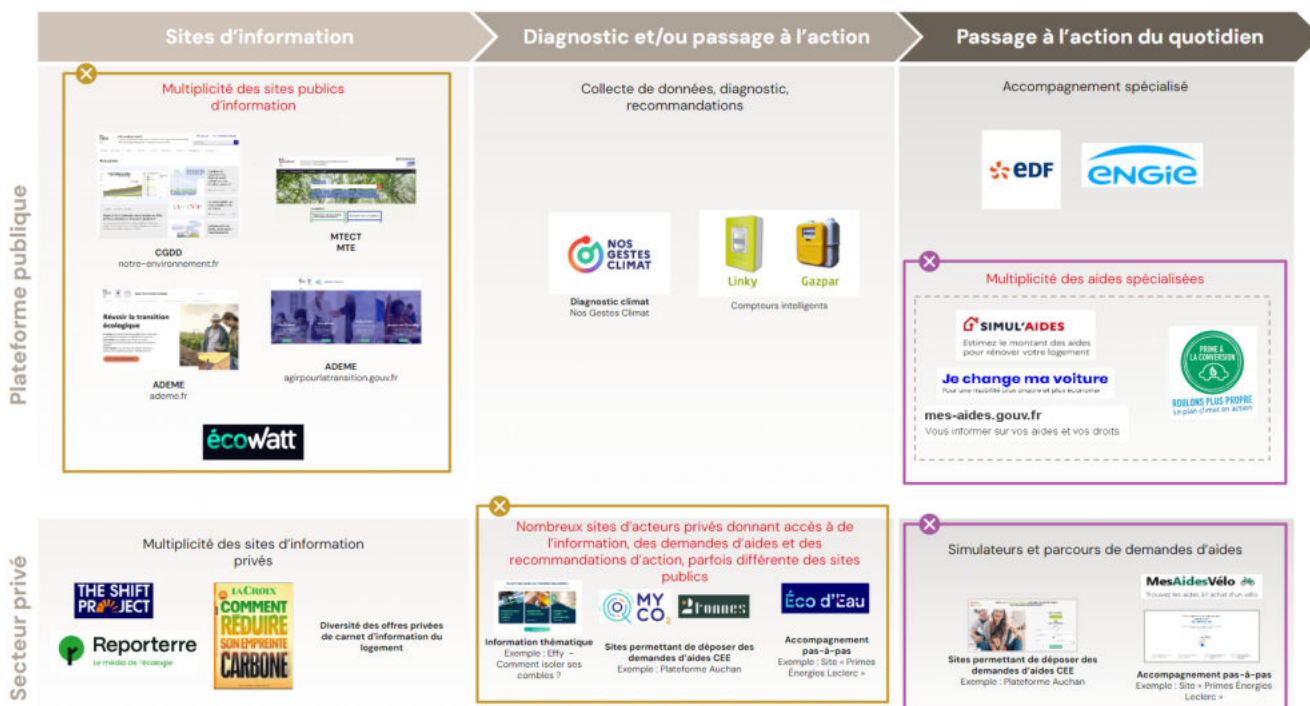 Sites d'information
Diagnostic et/ou passage à l'action
Passage à l'action du quotidien
Plateforme publique
Multiplicité des sites publics
d'information
CGDD
notre-environnement.fr
MTECT
MTE
Réussir la transition
écologique
ADEME
ademe.fr
ADEME
agirpourlatransition.gouv.fr
écowatt
Collecte de données, diagnostic,
recommandations
NOS
GESTES
CLIMAT
Diagnostic climat
Nos Gestes Climat
Linky
Gazpar
Compteurs intelligents
Accompagnement spécialisé
eDF
ENGIE
Multiplicité des aides spécialisées
SIMUL'AIDES
Estimez le montant des aides
pour rénover votre logement
Je change ma voiture
Pour une mobilité plus propre et plus économe
mes-aides.gouv.fr
Vous informer sur vos aides et vos droits
PRIME À
LA CONVERSION
ROULONS PLUS PROPRE
Le plan climat en action
Secteur privé
Multiplicité des sites d'information
privés
THE SHIFT
PROJECT
Reporterre
Le média de l'écologie
LA CROIX
COMMENT
RÉDUIRE
SON EMPREINTE
CARBONE
Diversité des offres privées
de carnet d'information du
logement
Nombreux sites d'acteurs privés donnant accès à de
l'information, des demandes d'aides et des
recommandations d'action, parfois différente des sites
publics
Information thématique
Exemple : Effy -
Comment isoler ses
combles ?
MY
CO2
2tonnes
Sites permettant de déposer des
demandes d'aides CEE
Exemple : Plateforme Auchan
Éco d'Eau
Accompagnement
pas-à-pas
Exemple : Site « Primes
Énergies Leclerc »
Simulateurs et parcours de demandes d'aides
Sites permettant de déposer des
demandes d'aides CEE
Exemple : Plateforme Auchan
MesAidesVélo
Trouvez les aides à l'achat d'un vélo
Accompagnement pas-à-pas
Exemple : Site « Primes Énergies
Leclerc »